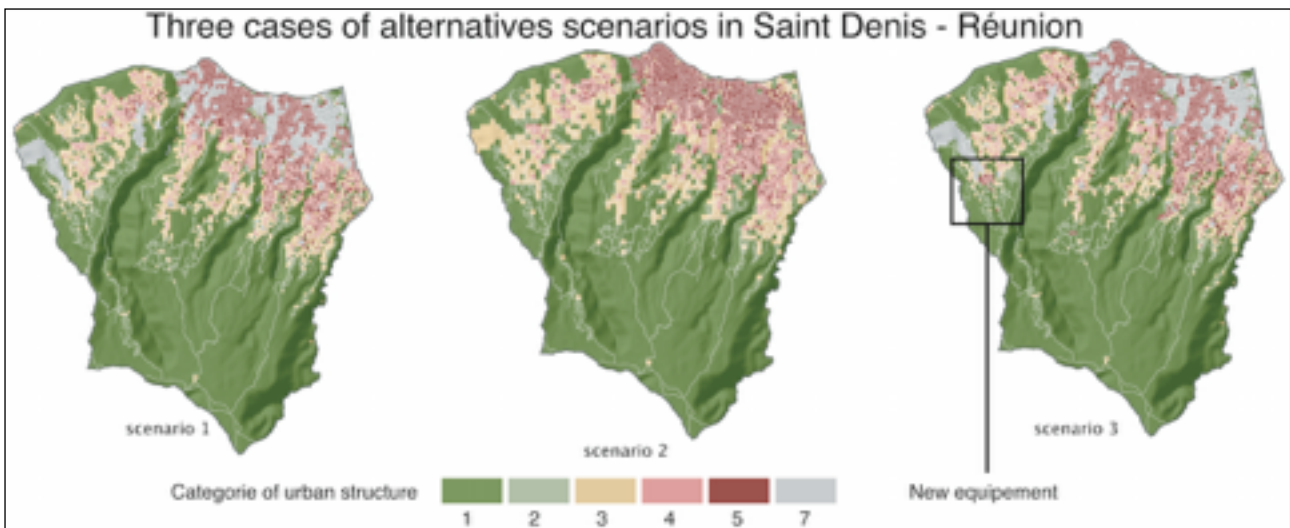 Three cases of alternatives scenarios in Saint Denis - Réunion
scenario 1
scenario 2
scenario 3
Categorie of urban structure
1 2 3 4 5 7
New equipement